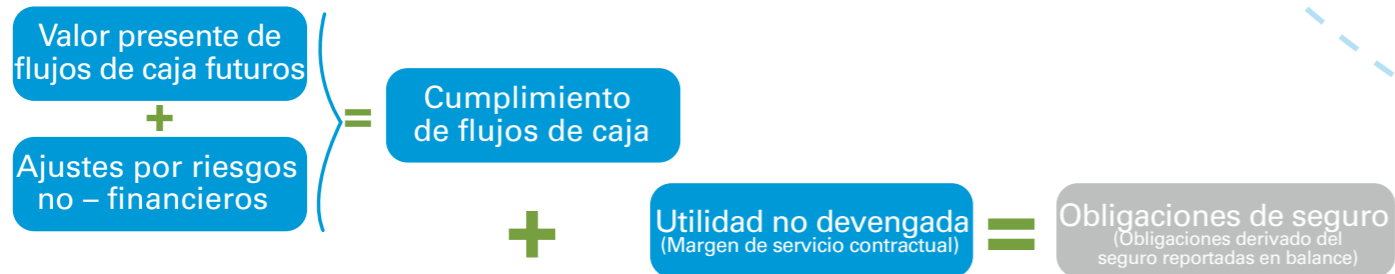 Valor presente de
flujos de caja futuros
+
Ajustes por riesgos
no – financieros
=
Cumplimiento
de flujos de caja
+
Utilidad no devengada
(Margen de servicio contractual)
=
Obligaciones de seguro
(Obligaciones derivado del
seguro reportadas en balance)